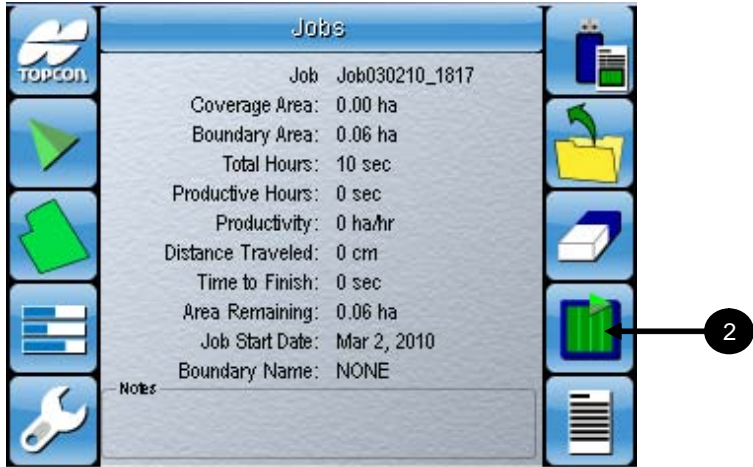 Jobs
TOPCON
Job Job030210_1817
Coverage Area: 0.00 ha
Boundary Area: 0.06 ha
Total Hours: 10 sec
Productive Hours: 0 sec
Productivity: 0 ha/hr
Distance Traveled: 0 cm
Time to Finish: 0 sec
Area Remaining: 0.06 ha
Job Start Date: Mar 2, 2010
Boundary Name: NONE
Notes
2